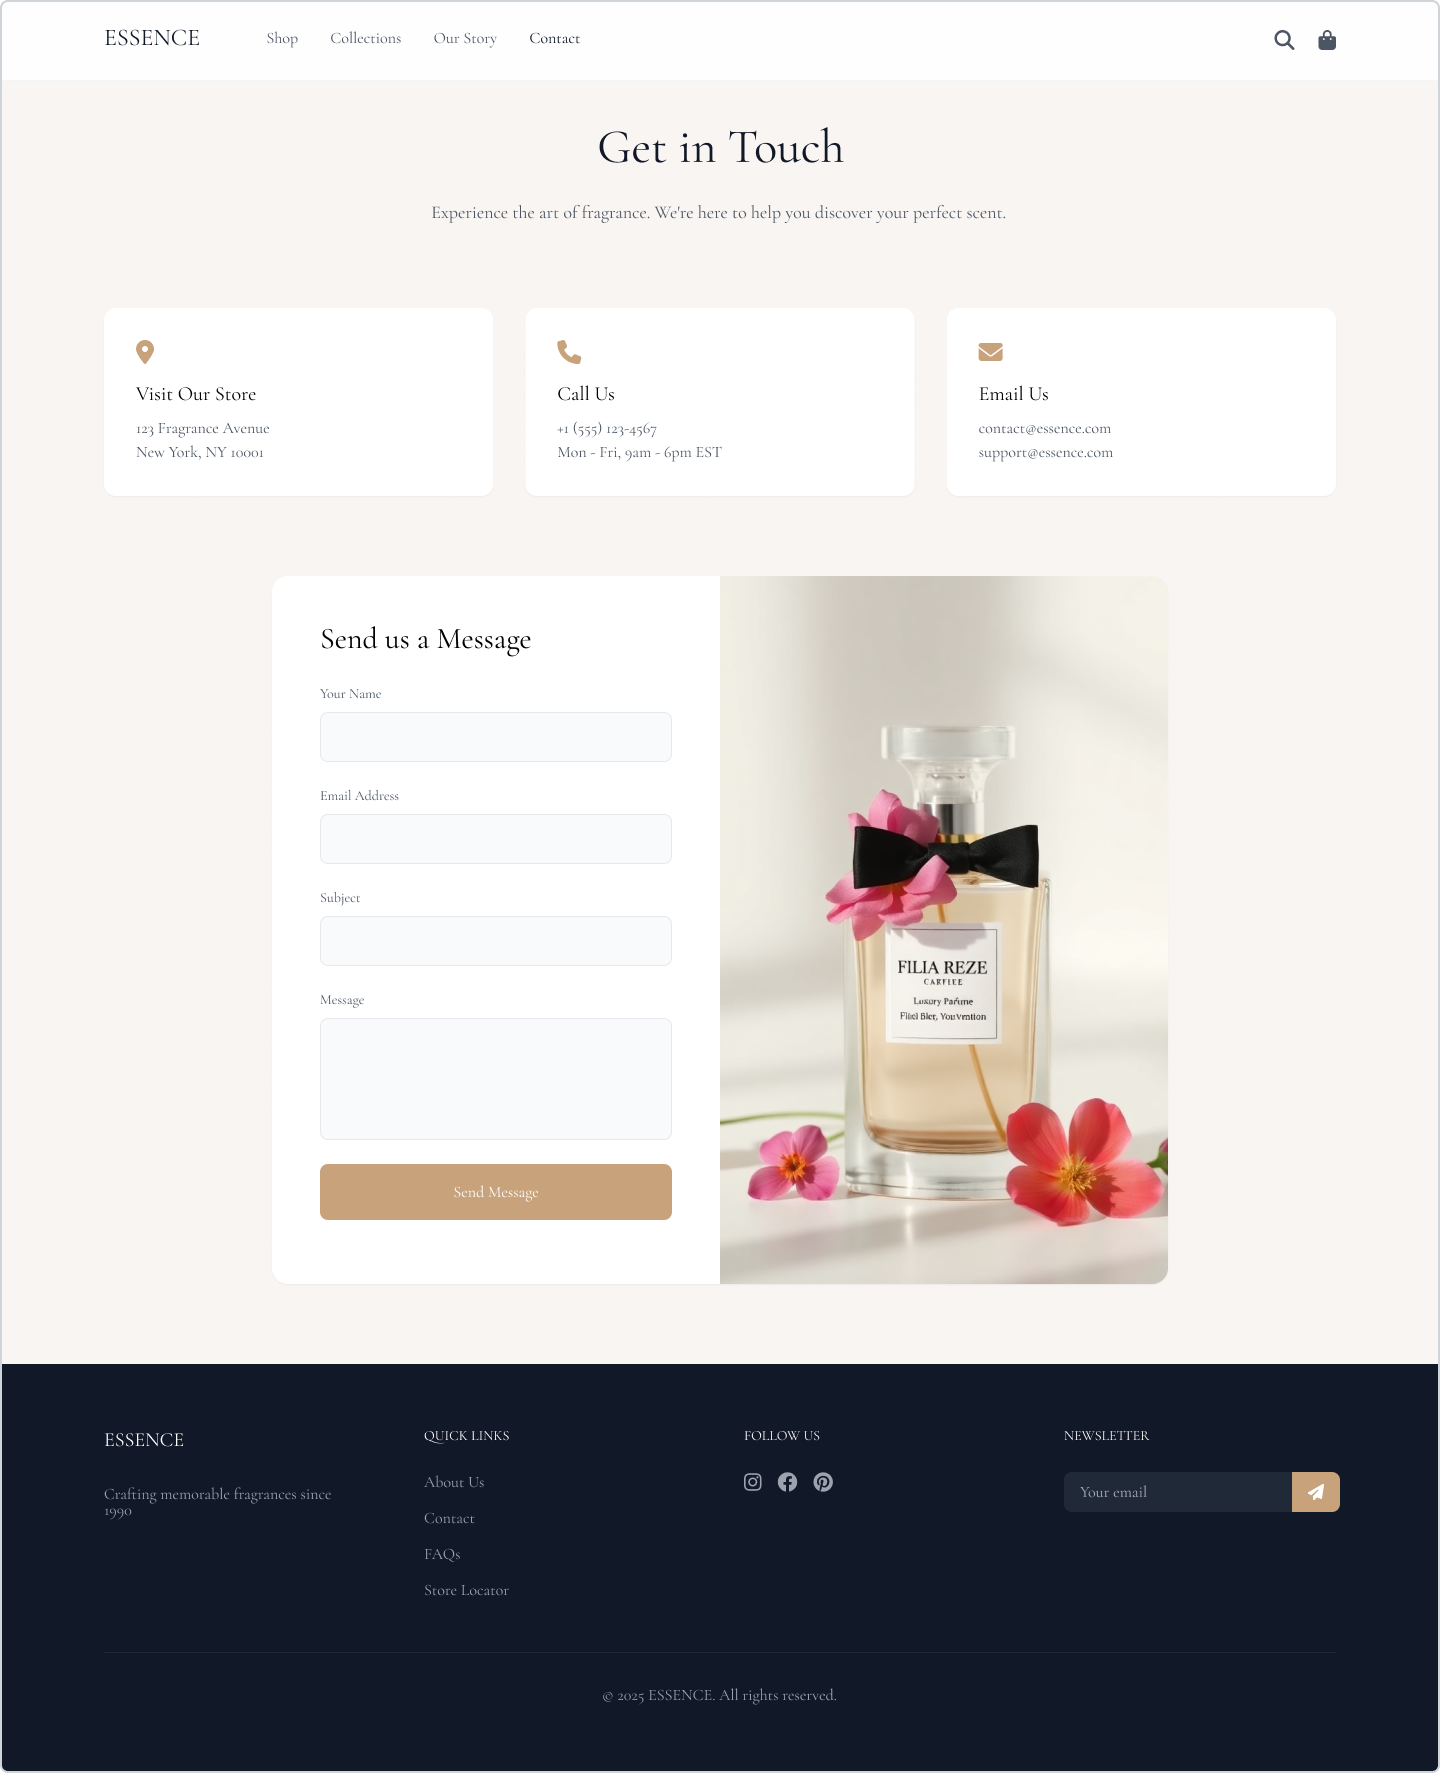 ESSENCE
Shop
Collections
Our Story
Contact
Get in Touch
Experience the art of fragrance. We're here to help you discover your perfect scent.
Visit Our Store
123 Fragrance Avenue
New York, NY 10001
Call Us
+1 (555) 123-4567
Mon - Fri, 9am - 6pm EST
Email Us
contact@essence.com
support@essence.com
Send us a Message
Your Name
Email Address
Subject
Message
Send Message
FILIA REZE
Luxury Parfume
ESSENCE
Crafting memorable fragrances since
1990
QUICK LINKS
About Us
Contact
FAQs
Store Locator
FOLLOW US
NEWSLETTER
Your email
© 2025 ESSENCE. All rights reserved.